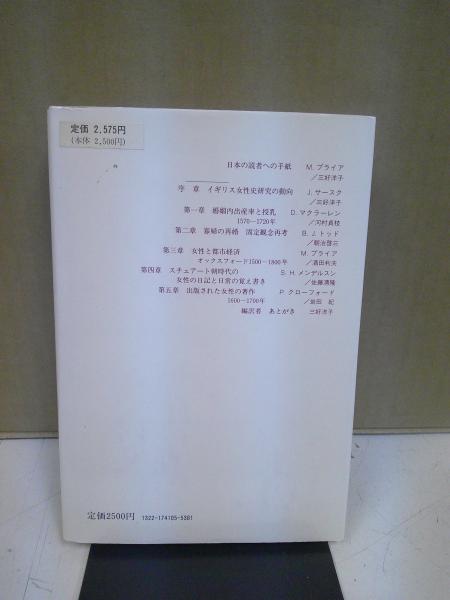 定価 2,575円
(本体 2,500円)
日本の読者への手紙 M. プライア
/三好洋子
序 章 イギリス女性史研究の動向 J. サースク
/三好洋子
第一章 婚姻内出産率と授乳 D. マクラーレン
1570−1720年 /河村貞枝
第二章 寡婦の再婚 固定観念再考 B. J. トッド
/朝治啓三
第三章 女性と都市経済 M. プライア
オックスフォード1500−1800年 /酒田利夫
第四章 スチュアート朝時代の S. H. メンデルスン
女性の日記と日常の覚え書き /佐藤清隆
第五章 出版された女性の著作 P. クローフォード
1600−1700年 /岩田 紀
編訳者 あとがき 三好洋子
定価2500円 1322-174105-5381